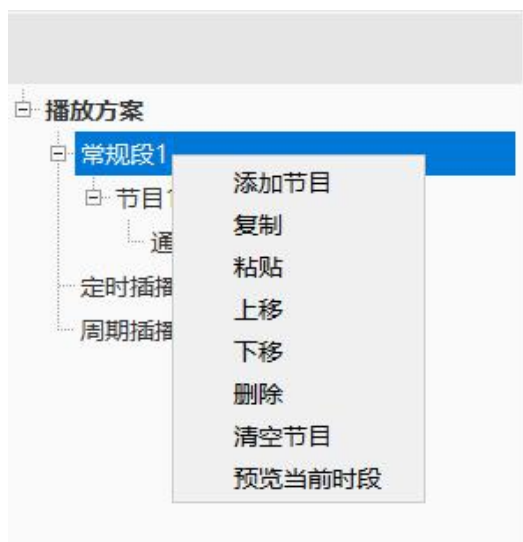 播放方案
常规段1
节目1
通
定时插播
周期插播
添加节目
复制
粘贴
上移
下移
删除
清空节目
预览当前时段